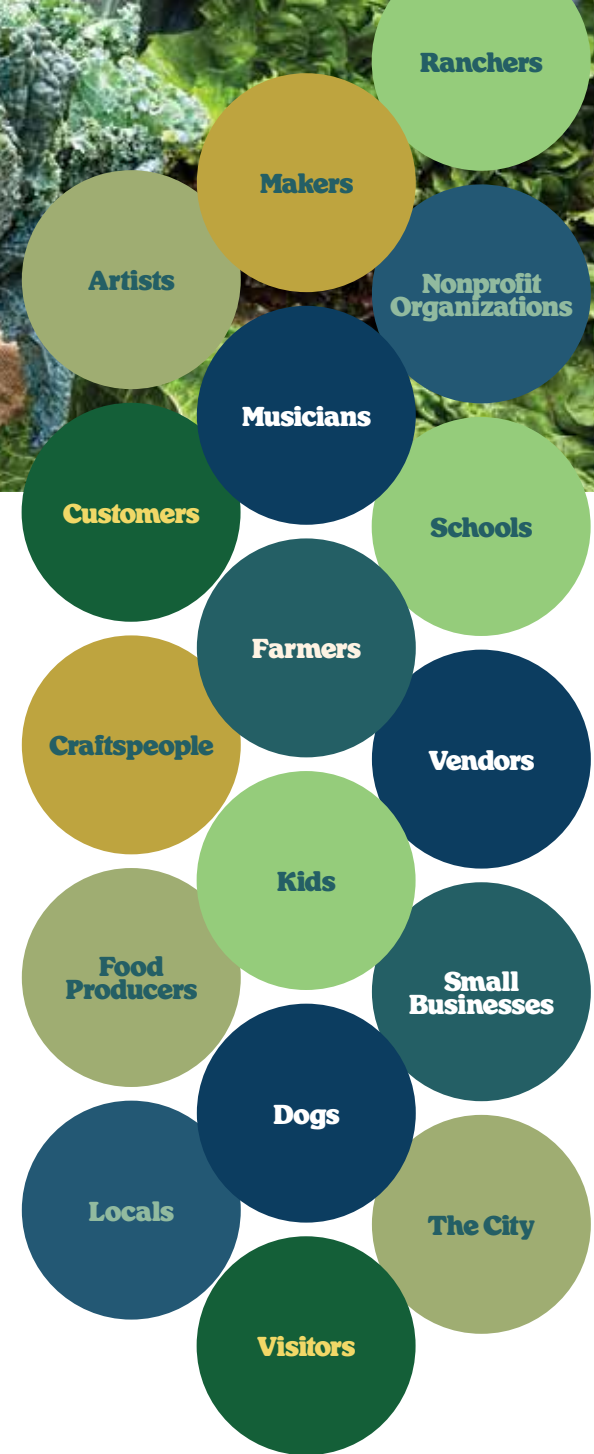 Ranchers
Makers
Artists
Nonprofit
Organizations
Musicians
Customers
Schools
Farmers
Craftspeople
Vendors
Kids
Food
Producers
Small
Businesses
Dogs
Locals
The City
Visitors